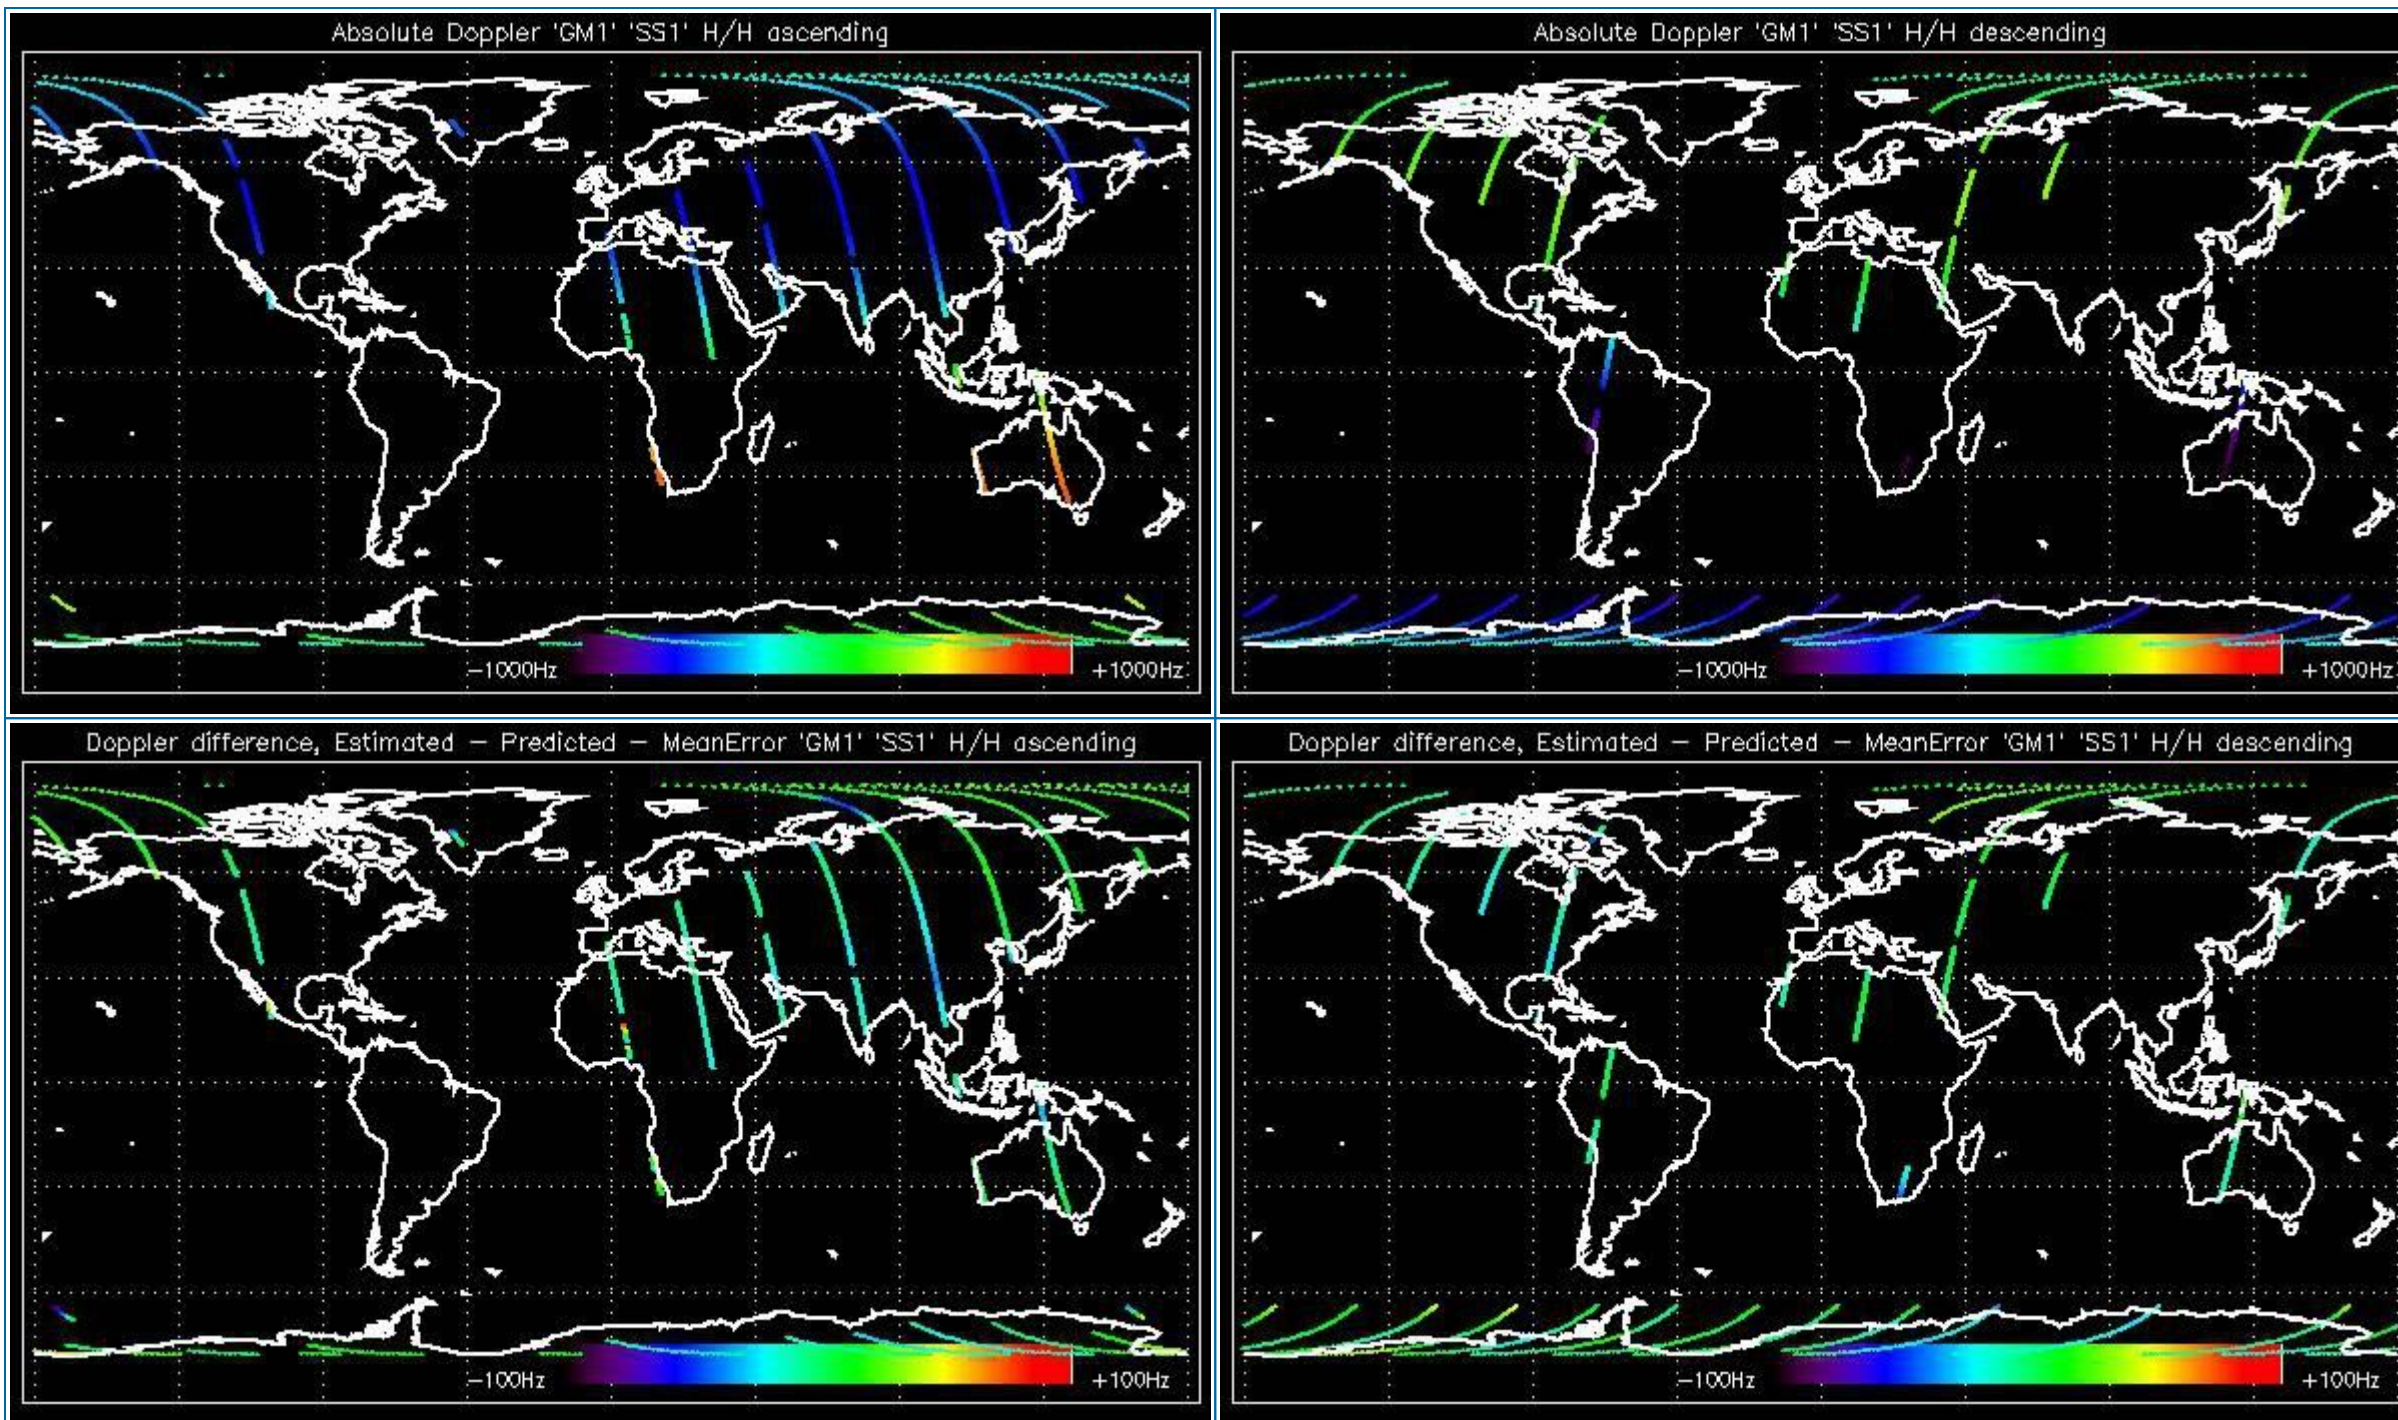 Absolute Doppler 'GM1' 'SS1' H/H ascending
−1000Hz
+1000Hz
Absolute Doppler 'GM1' 'SS1' H/H descending
−1000Hz
+1000Hz
Doppler difference, Estimated − Predicted − MeanError 'GM1' 'SS1' H/H ascending
−100Hz
+100Hz
Doppler difference, Estimated − Predicted − MeanError 'GM1' 'SS1' H/H descending
−100Hz
+100Hz